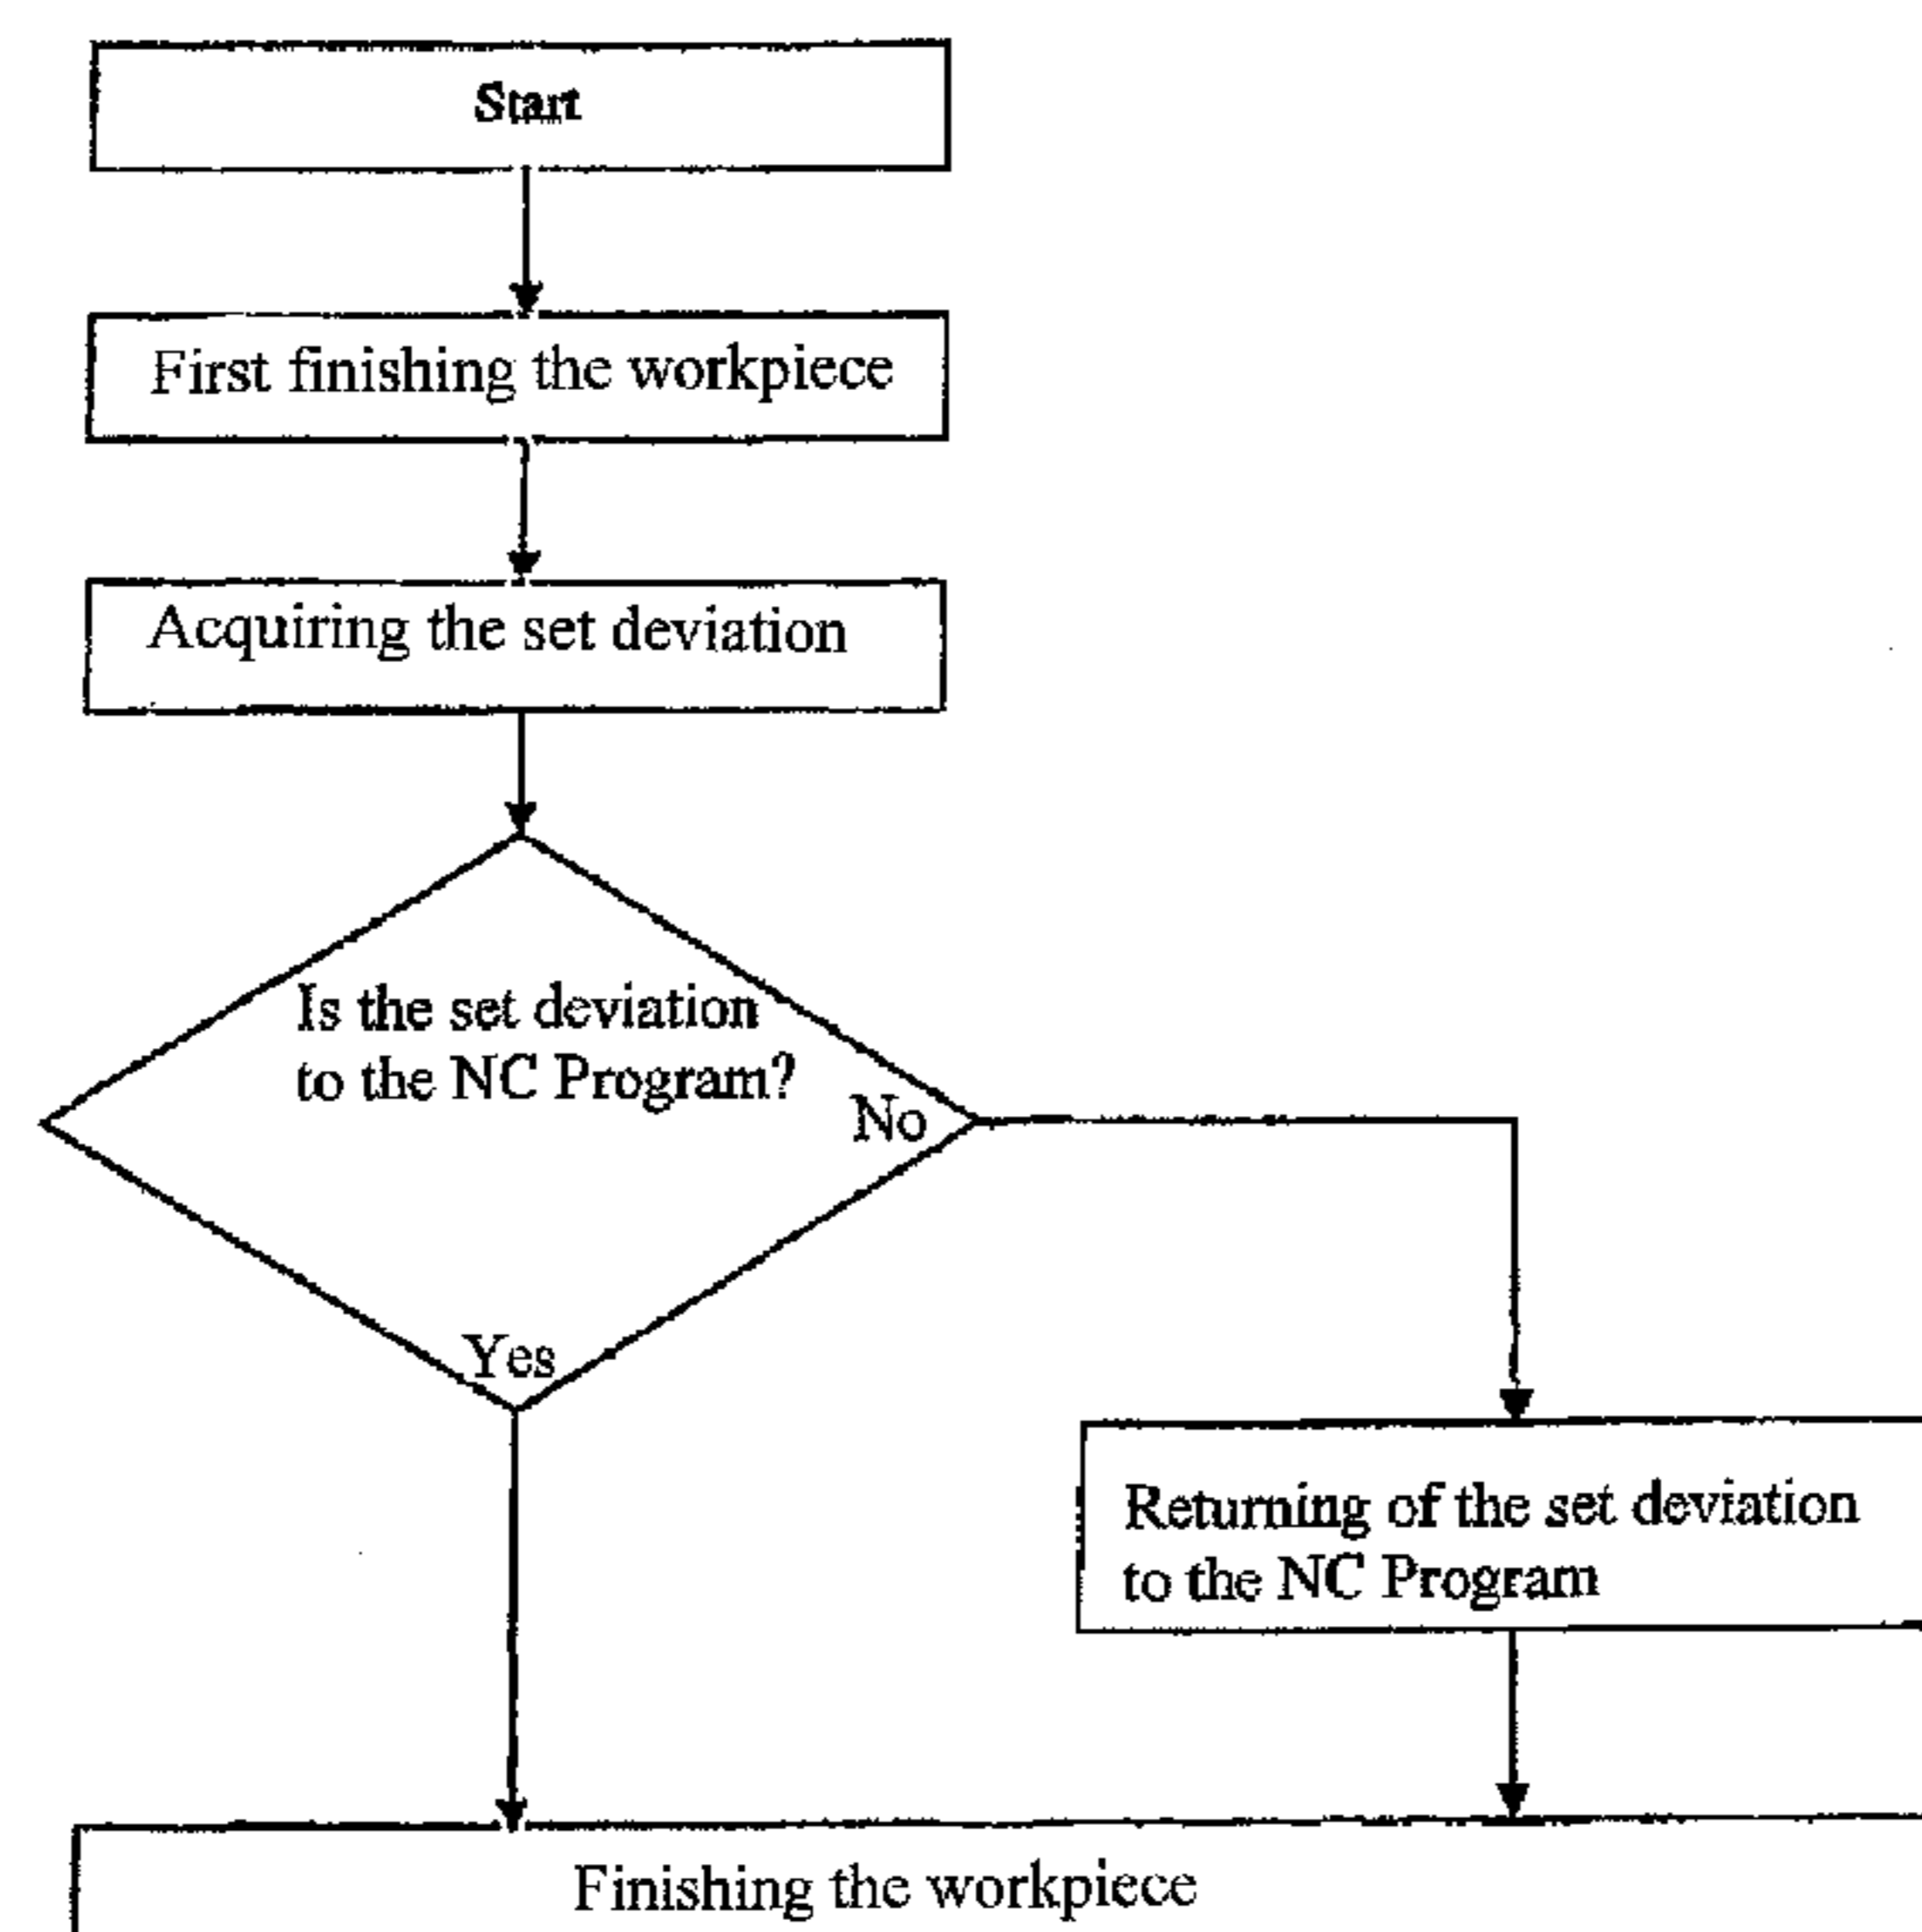 Start
First finishing the workpiece
Acquiring the set deviation
Is the set deviation
to the NC Program?
No
Yes
Returning of the set deviation
to the NC Program
Finishing the workpiece